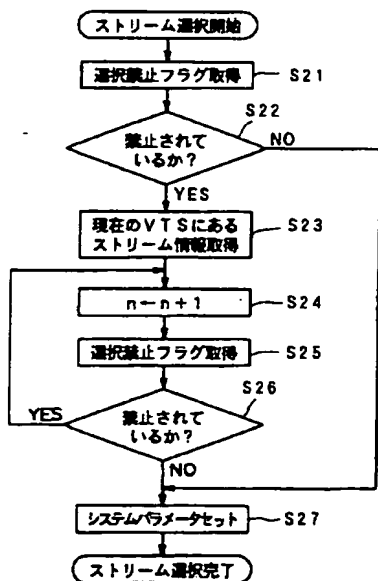 ストリーム選択開始
選択禁止フラグ取得
S21
S22
禁止されて
いるか?
NO
YES
現在のVTSにある
ストリーム情報取得
S23
n←n+1
S24
選択禁止フラグ取得
S25
S26
YES
禁止されて
いるか?
NO
システムパラメータセット
S27
ストリーム選択完了